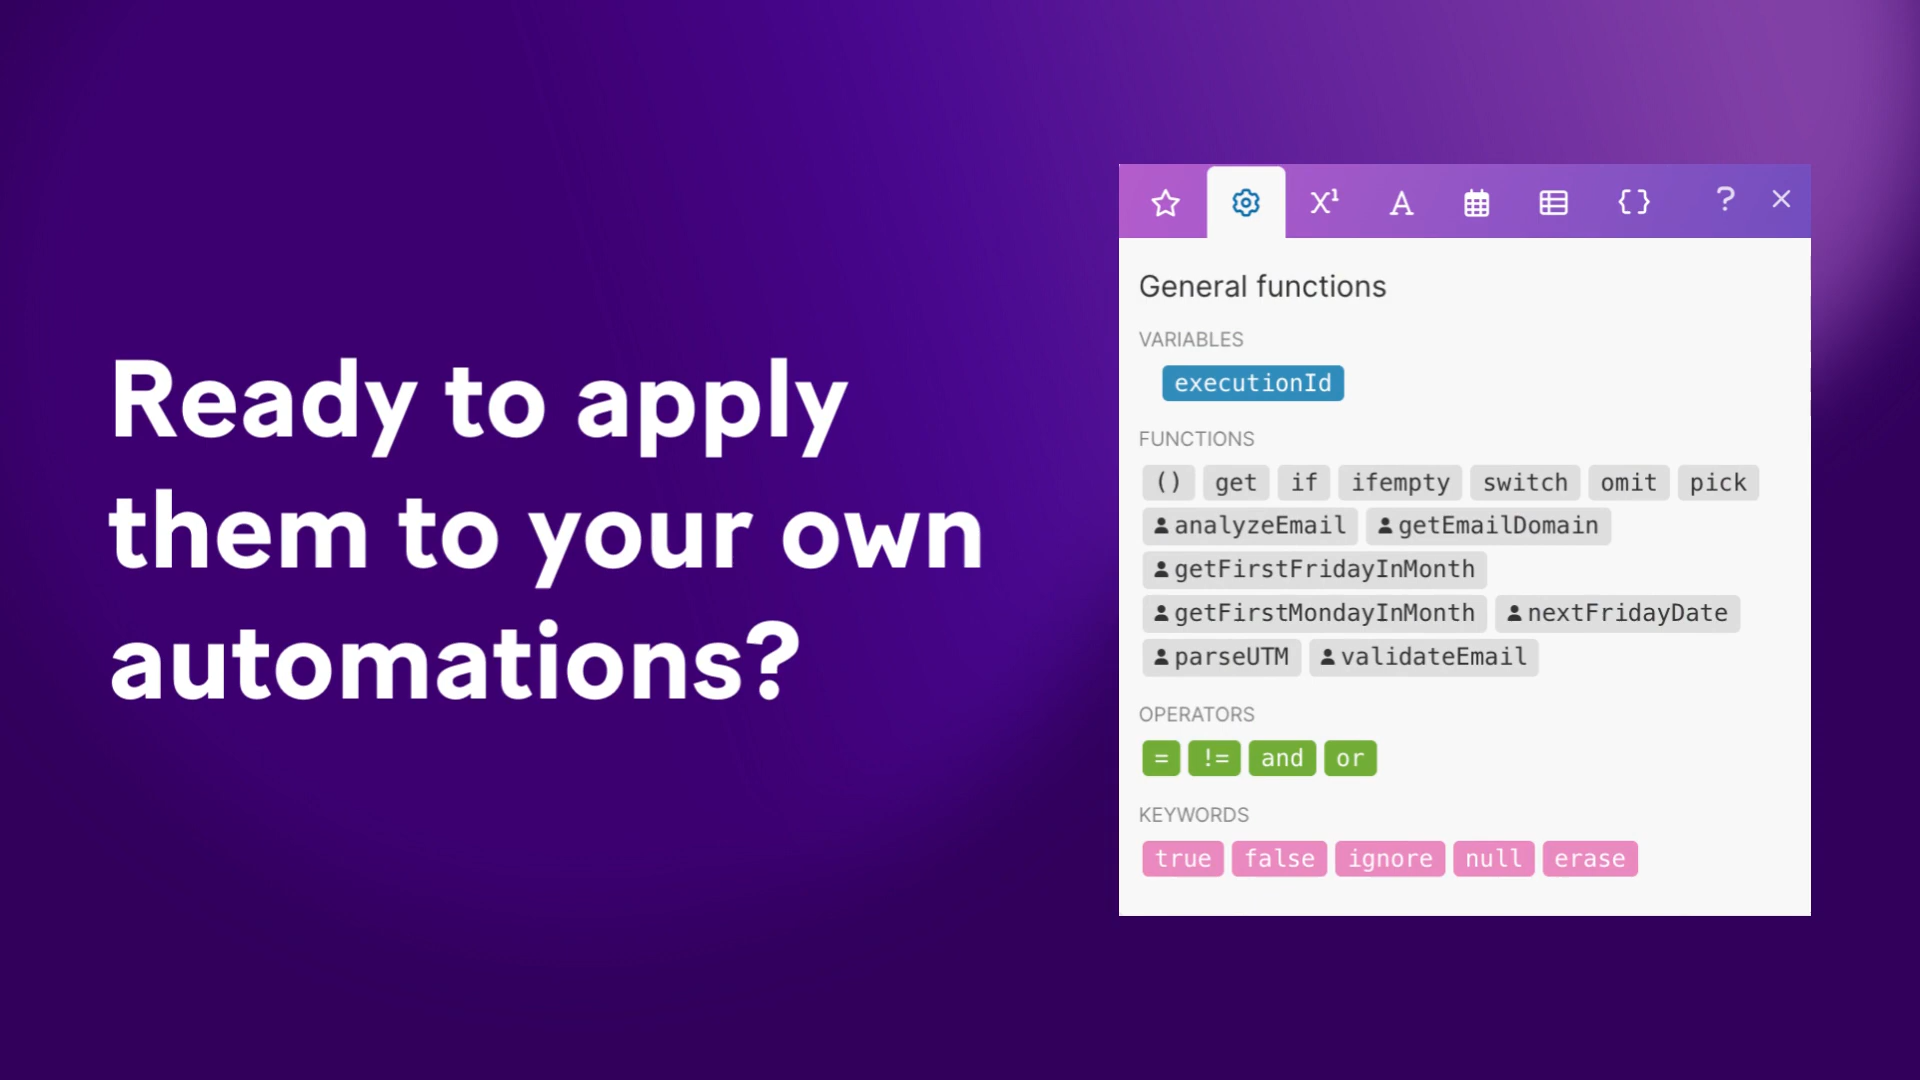 Ready to apply
them to your own
automations?
X¹ A { } ? ×
General functions
VARIABLES
executionId
FUNCTIONS
() get if ifempty switch omit pick
analyzeEmail getEmailDomain
getFirstFridayInMonth
getFirstMondayInMonth nextFridayDate
parseUTM validateEmail
OPERATORS
= != and or
KEYWORDS
true false ignore null erase